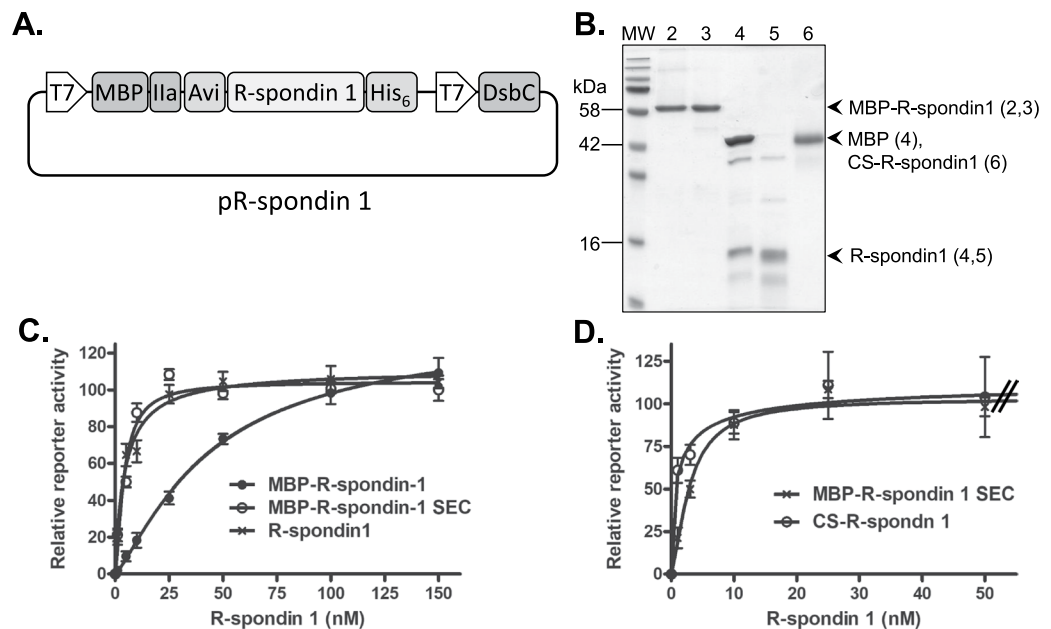 A.
T7 MBP IIa Avi R-spondin 1 His6 T7 DsbC
pR-spondin 1
B.
MW 2 3 4 5 6
kDa
58
42
16
MBP-R-spondin1 (2,3)
MBP (4),
CS-R-spondin1 (6)
R-spondin1 (4,5)
C.
Relative reporter activity
120
100
80
60
40
20
0
0 25 50 75 100 125 150
R-spondin 1 (nM)
MBP-R-spondin-1
MBP-R-spondin-1 SEC
R-spondin1
D.
Relative reporter activity
125
100
75
50
25
0
0 10 20 30 40 50
R-spondin 1 (nM)
MBP-R-spondin 1 SEC
CS-R-spondn 1